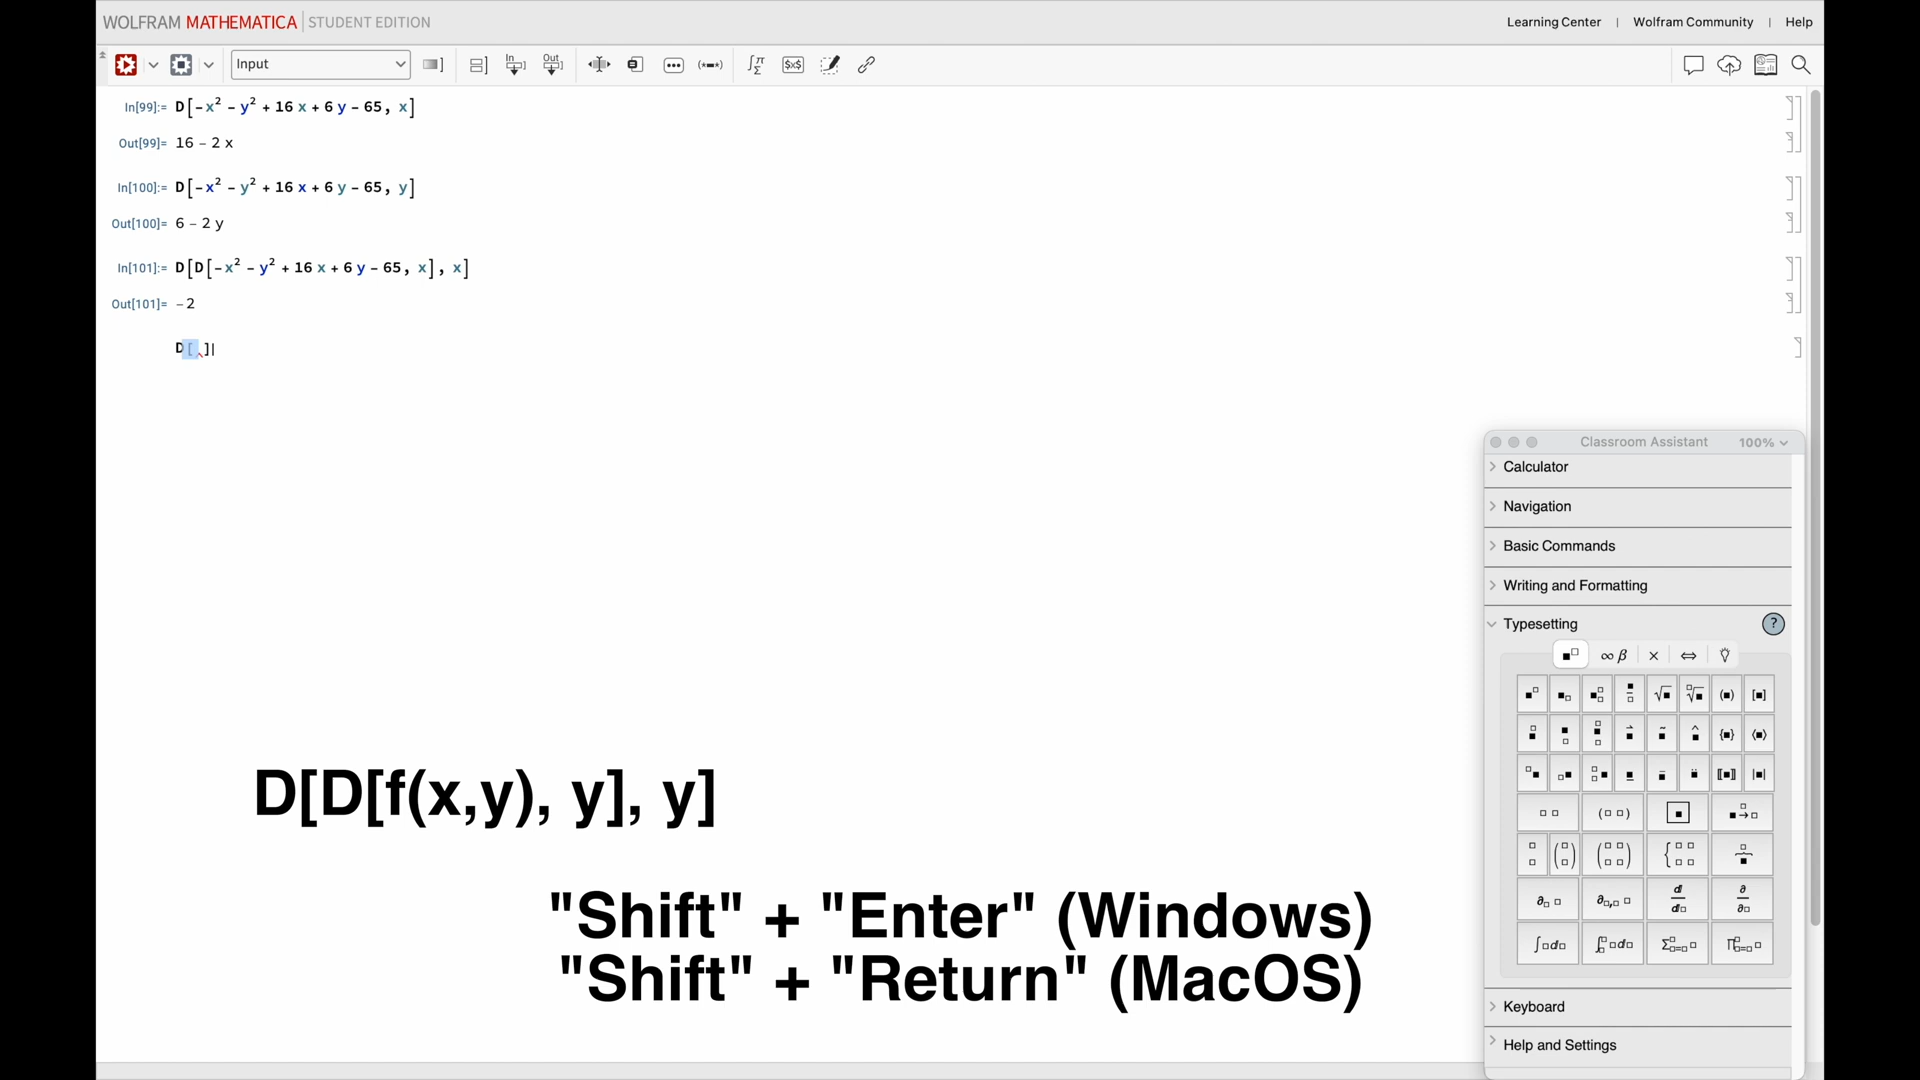 WOLFRAM MATHEMATICA | STUDENT EDITION
Learning Center | Wolfram Community | Help
Input
In[99]:= D[-x² - y² + 16 x + 6 y - 65, x]
Out[99]= 16 - 2 x
In[100]:= D[-x² - y² + 16 x + 6 y - 65, y]
Out[100]= 6 - 2 y
In[101]:= D[D[-x² - y² + 16 x + 6 y - 65, x], x]
Out[101]= -2
D[ , ]
Classroom Assistant 100%
Calculator
Navigation
Basic Commands
Writing and Formatting
Typesetting ?
∞ β
Keyboard
Help and Settings
D[D[f(x,y), y], y]
"Shift" + "Enter" (Windows)
"Shift" + "Return" (MacOS)